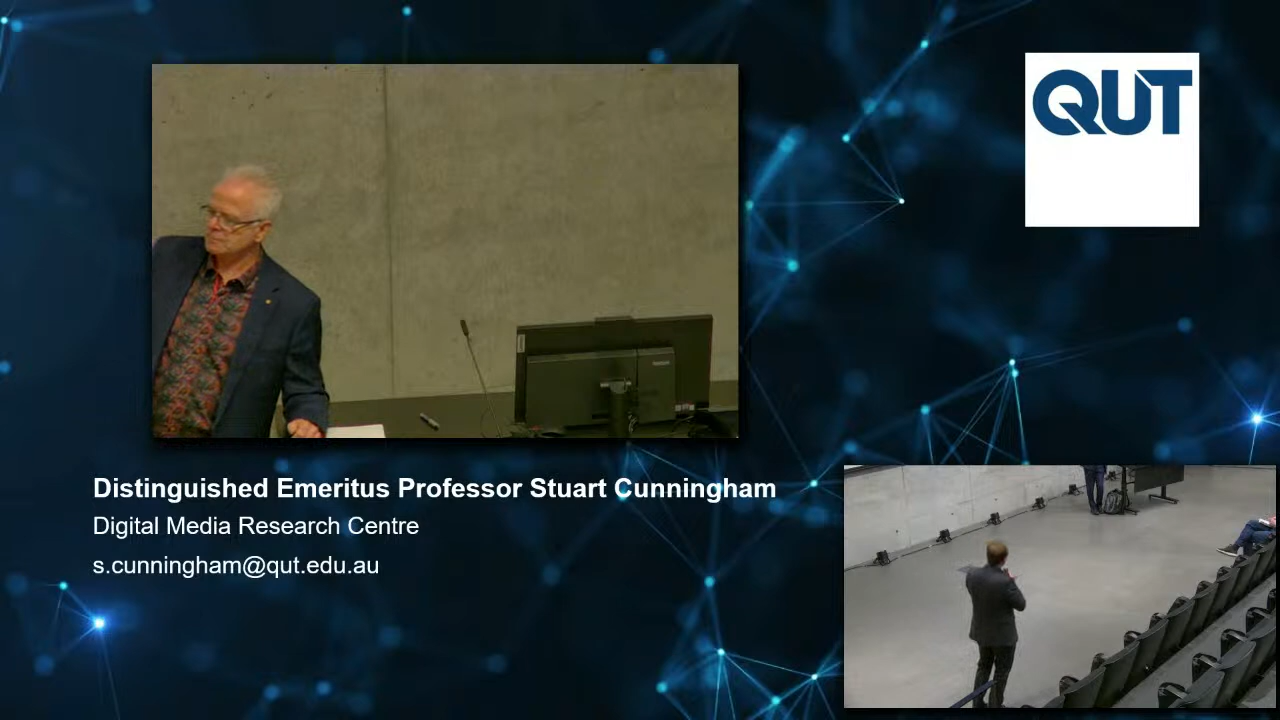 QUT
Distinguished Emeritus Professor Stuart Cunningham
Digital Media Research Centre
s.cunningham@qut.edu.au